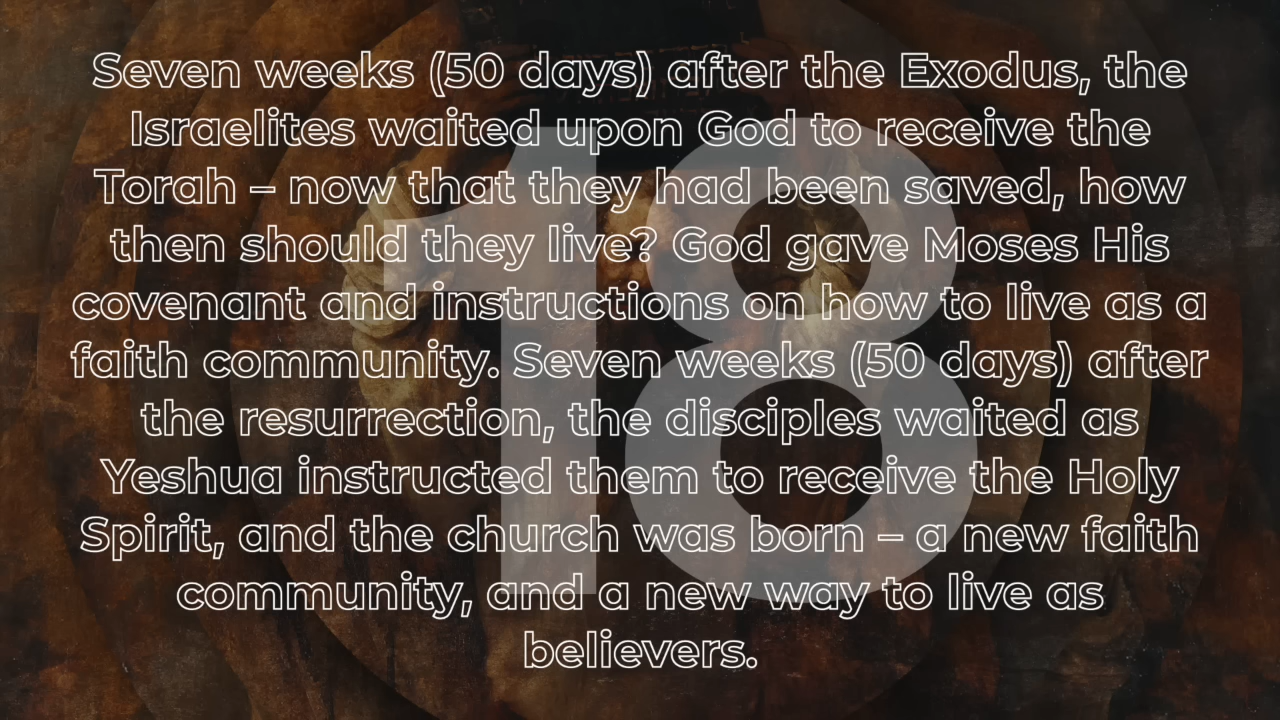 Seven weeks (50 days) after the Exodus, the
Israelites waited upon God to receive the
Torah – now that they had been saved, how
then should they live? God gave Moses His
covenant and instructions on how to live as a
faith community. Seven weeks (50 days) after
the resurrection, the disciples waited as
Yeshua instructed them to receive the Holy
Spirit, and the church was born – a new faith
community, and a new way to live as
believers.
18